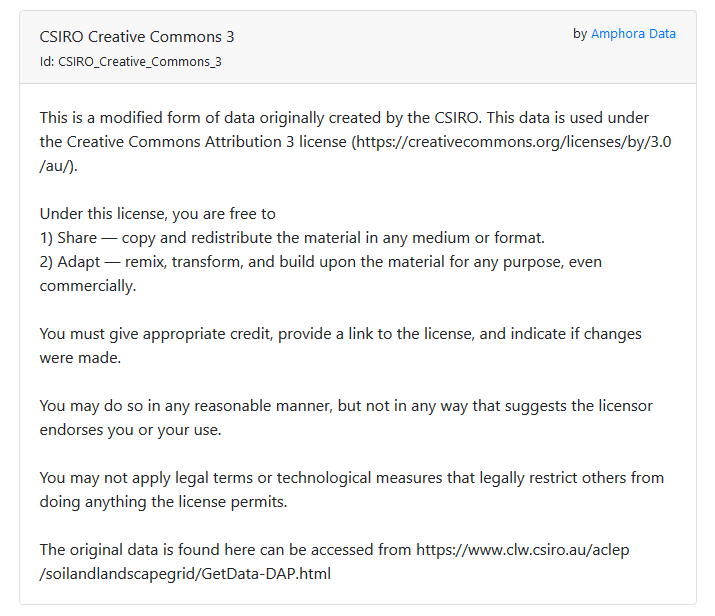 CSIRO Creative Commons 3
by Amphora Data
Id: CSIRO_Creative_Commons_3
This is a modified form of data originally created by the CSIRO. This data is used under
the Creative Commons Attribution 3 license (https://creativecommons.org/licenses/by/3.0
/au/).
Under this license, you are free to
1) Share — copy and redistribute the material in any medium or format.
2) Adapt — remix, transform, and build upon the material for any purpose, even
commercially.
You must give appropriate credit, provide a link to the license, and indicate if changes
were made.
You may do so in any reasonable manner, but not in any way that suggests the licensor
endorses you or your use.
You may not apply legal terms or technological measures that legally restrict others from
doing anything the license permits.
The original data is found here can be accessed from https://www.clw.csiro.au/aclep
/soilandlandscapegrid/GetData-DAP.html